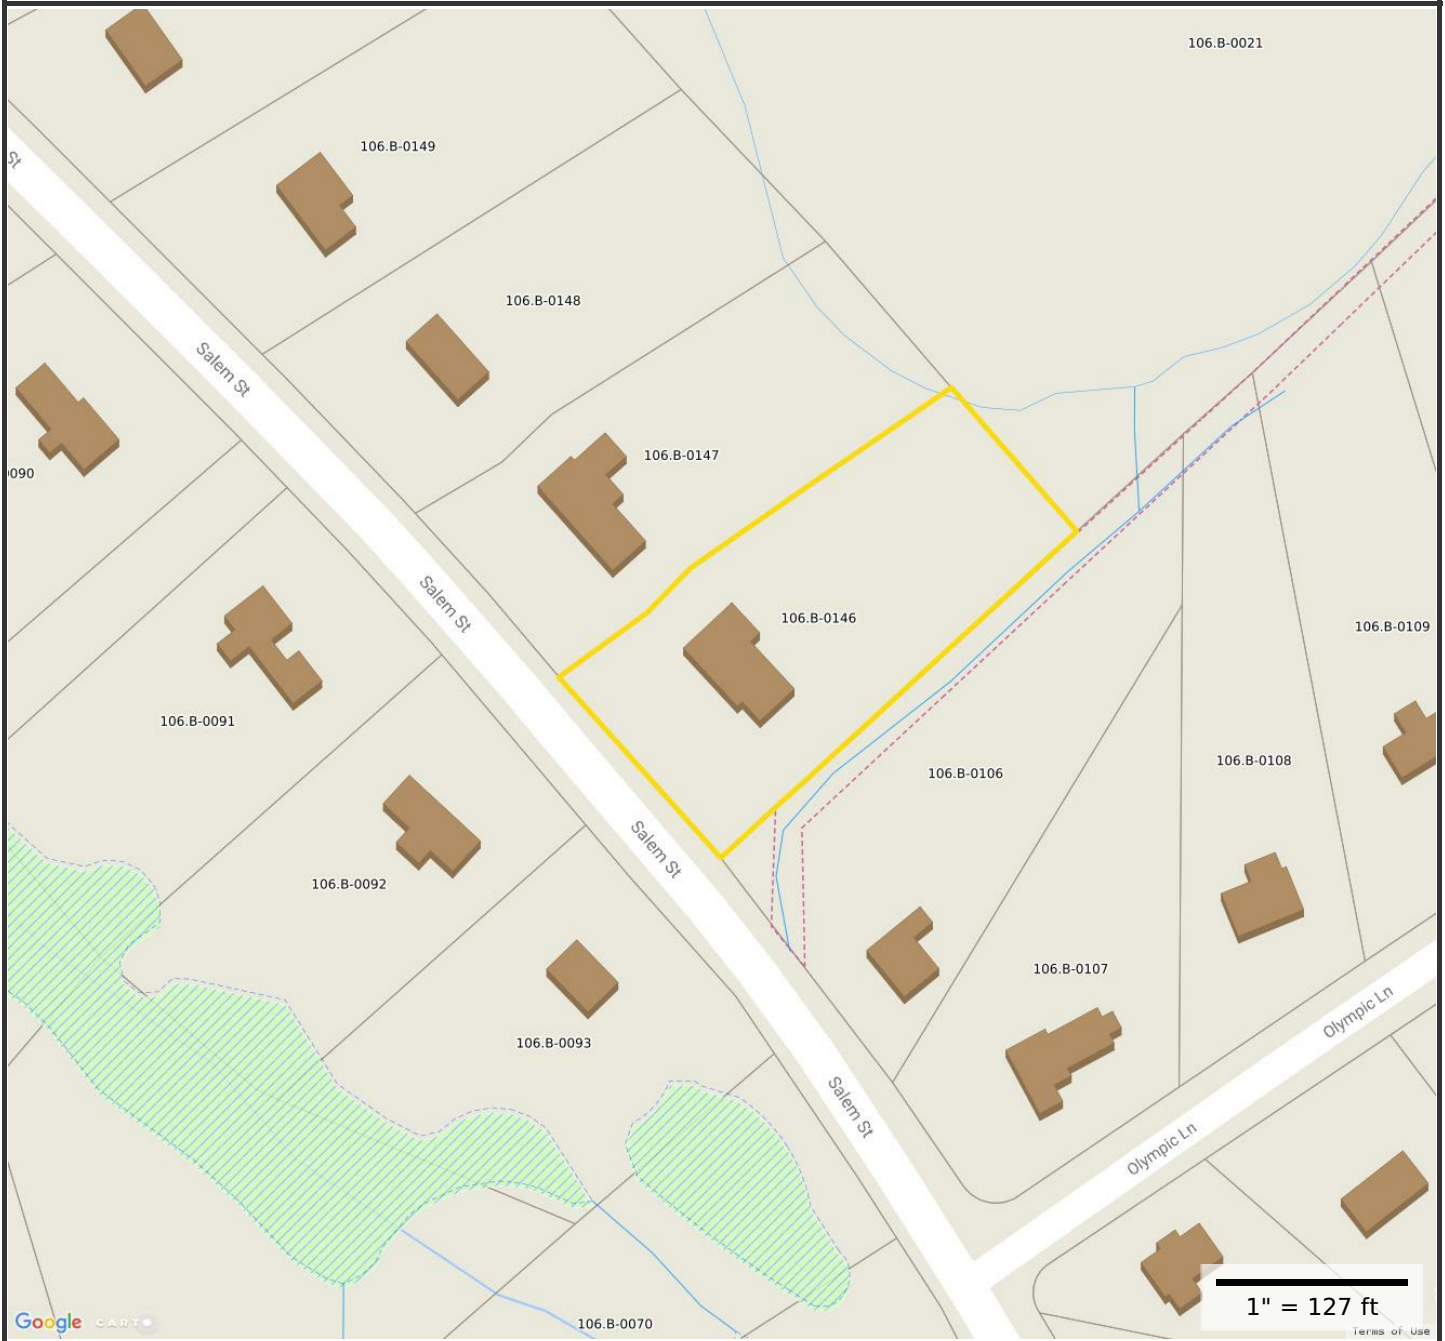 106.B-0021
106.B-0149
St
106.B-0148
Salem St
106.B-0147
0090
Salem St
106.B-0146
106.B-0109
106.B-0091
106.B-0108
106.B-0106
Salem St
106.B-0092
106.B-0107
Olympic Ln
106.B-0093
Salem St
Olympic Ln
1" = 127 ft
Google
CARTO
106.B-0070
Terms of Use